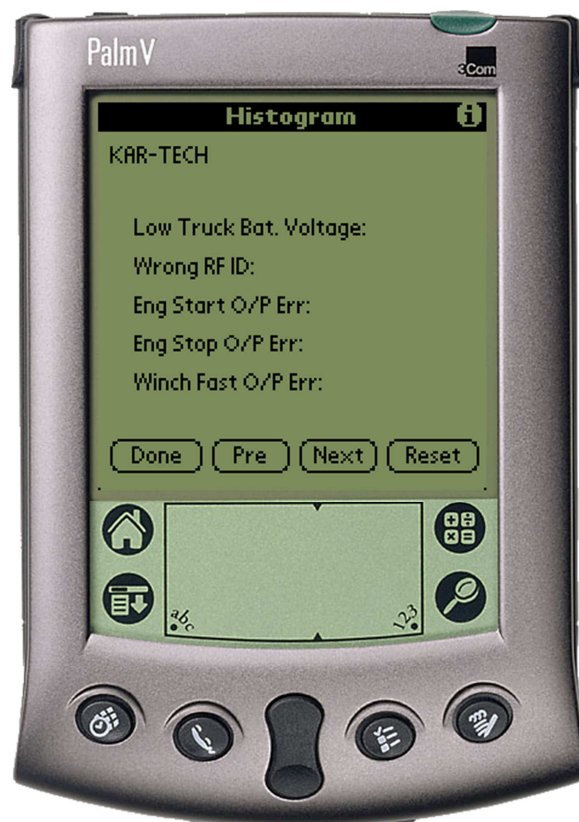 PalmV
3Com
Histogram
KAR-TECH
Low Truck Bat. Voltage:
Wrong RF ID:
Eng Start O/P Err:
Eng Stop O/P Err:
Winch Fast O/P Err:
Done Pre Next Reset
abc 123